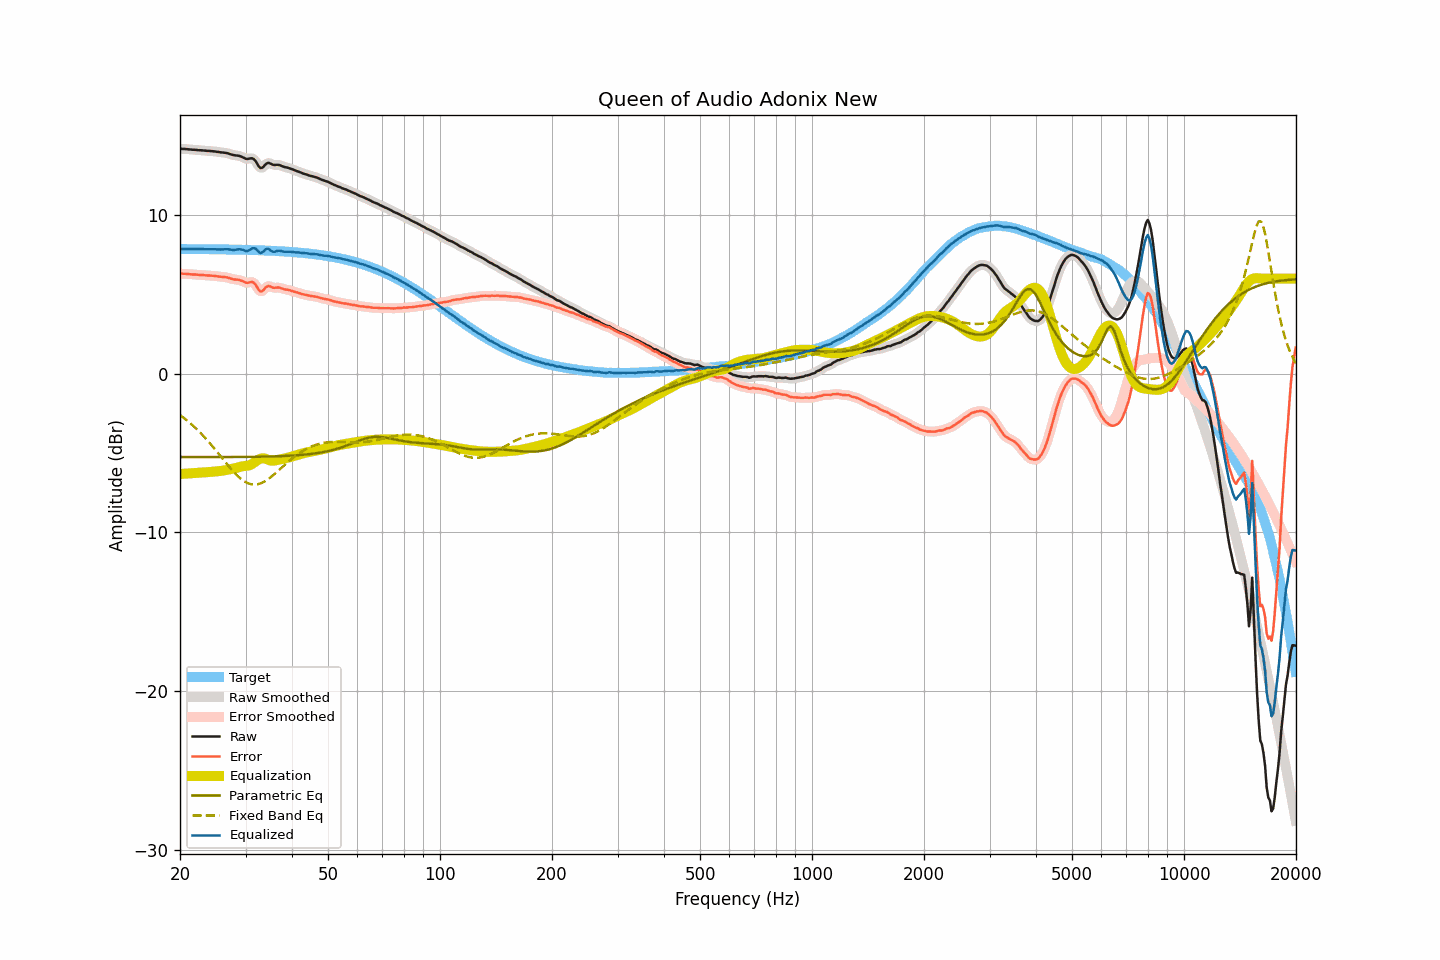 Queen of Audio Adonix New
Amplitude (dBr)
10
0
−10
−20
−30
Target
Raw Smoothed
Error Smoothed
Raw
Error
Equalization
Parametric Eq
Fixed Band Eq
Equalized
20 50 100 200 500 1000 2000 5000 10000 20000
Frequency (Hz)